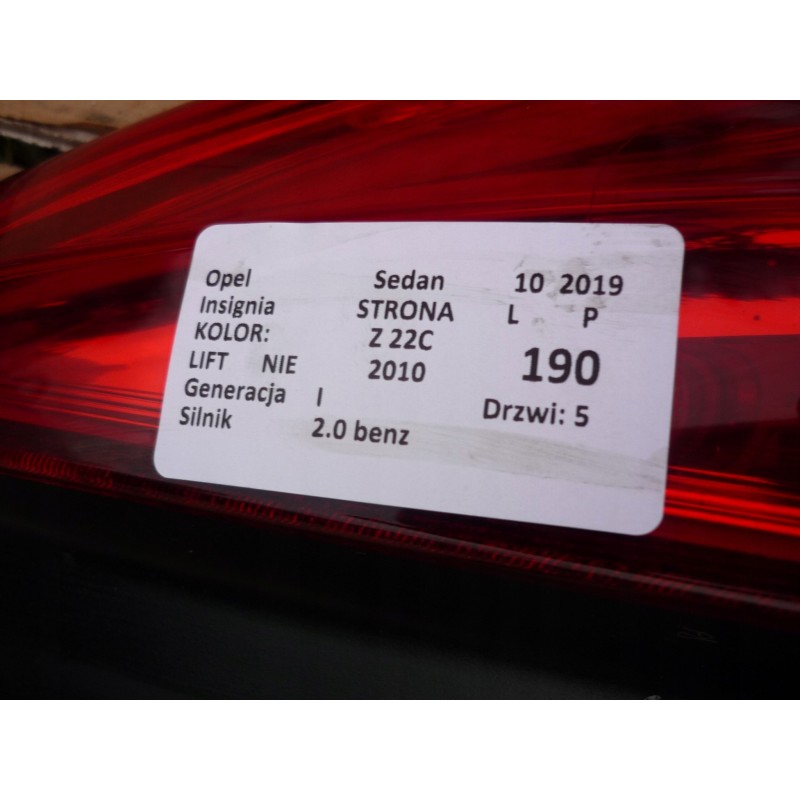 Opel Sedan 10 2019
Insignia STRONA L P
KOLOR: Z 22C
LIFT NIE 2010 190
Generacja I Drzwi: 5
Silnik 2.0 benz